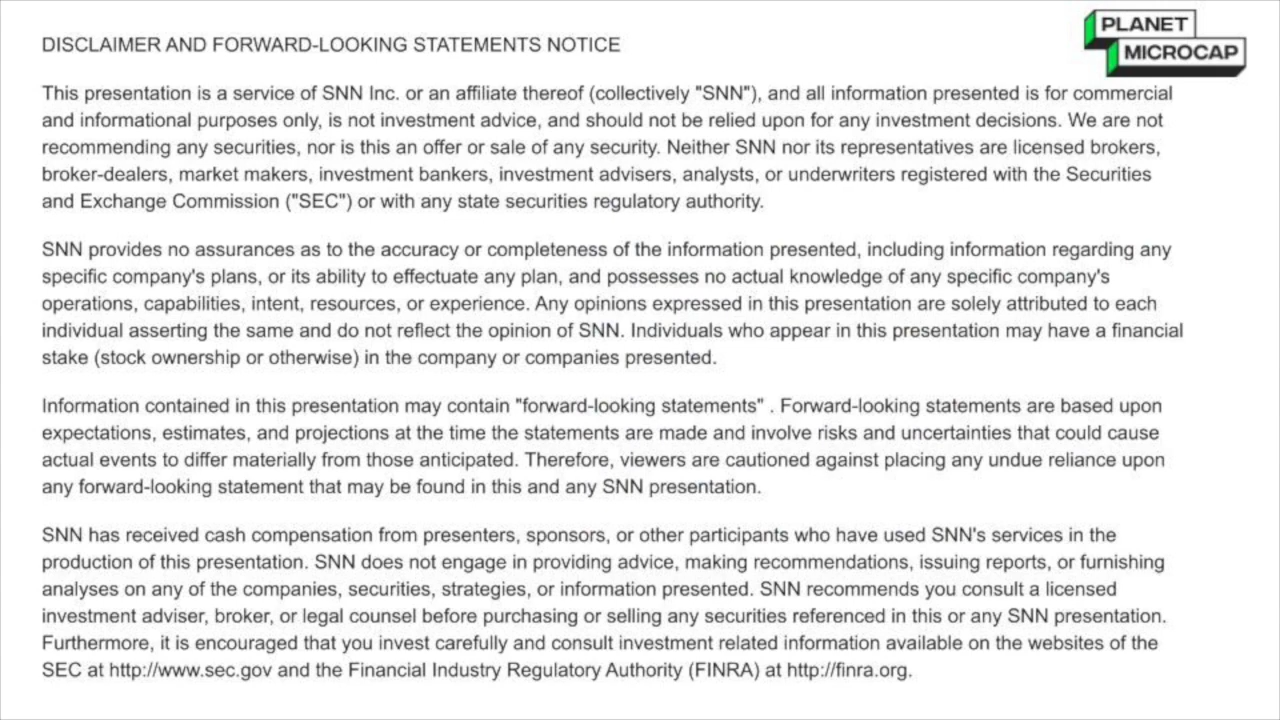 PLANET
MICROCAP
DISCLAIMER AND FORWARD-LOOKING STATEMENTS NOTICE
This presentation is a service of SNN Inc. or an affiliate thereof (collectively "SNN"), and all information presented is for commercial
and informational purposes only, is not investment advice, and should not be relied upon for any investment decisions. We are not
recommending any securities, nor is this an offer or sale of any security. Neither SNN nor its representatives are licensed brokers,
broker-dealers, market makers, investment bankers, investment advisers, analysts, or underwriters registered with the Securities
and Exchange Commission ("SEC") or with any state securities regulatory authority.
SNN provides no assurances as to the accuracy or completeness of the information presented, including information regarding any
specific company's plans, or its ability to effectuate any plan, and possesses no actual knowledge of any specific company's
operations, capabilities, intent, resources, or experience. Any opinions expressed in this presentation are solely attributed to each
individual asserting the same and do not reflect the opinion of SNN. Individuals who appear in this presentation may have a financial
stake (stock ownership or otherwise) in the company or companies presented.
Information contained in this presentation may contain "forward-looking statements" . Forward-looking statements are based upon
expectations, estimates, and projections at the time the statements are made and involve risks and uncertainties that could cause
actual events to differ materially from those anticipated. Therefore, viewers are cautioned against placing any undue reliance upon
any forward-looking statement that may be found in this and any SNN presentation.
SNN has received cash compensation from presenters, sponsors, or other participants who have used SNN's services in the
production of this presentation. SNN does not engage in providing advice, making recommendations, issuing reports, or furnishing
analyses on any of the companies, securities, strategies, or information presented. SNN recommends you consult a licensed
investment adviser, broker, or legal counsel before purchasing or selling any securities referenced in this or any SNN presentation.
Furthermore, it is encouraged that you invest carefully and consult investment related information available on the websites of the
SEC at http://www.sec.gov and the Financial Industry Regulatory Authority (FINRA) at http://finra.org.